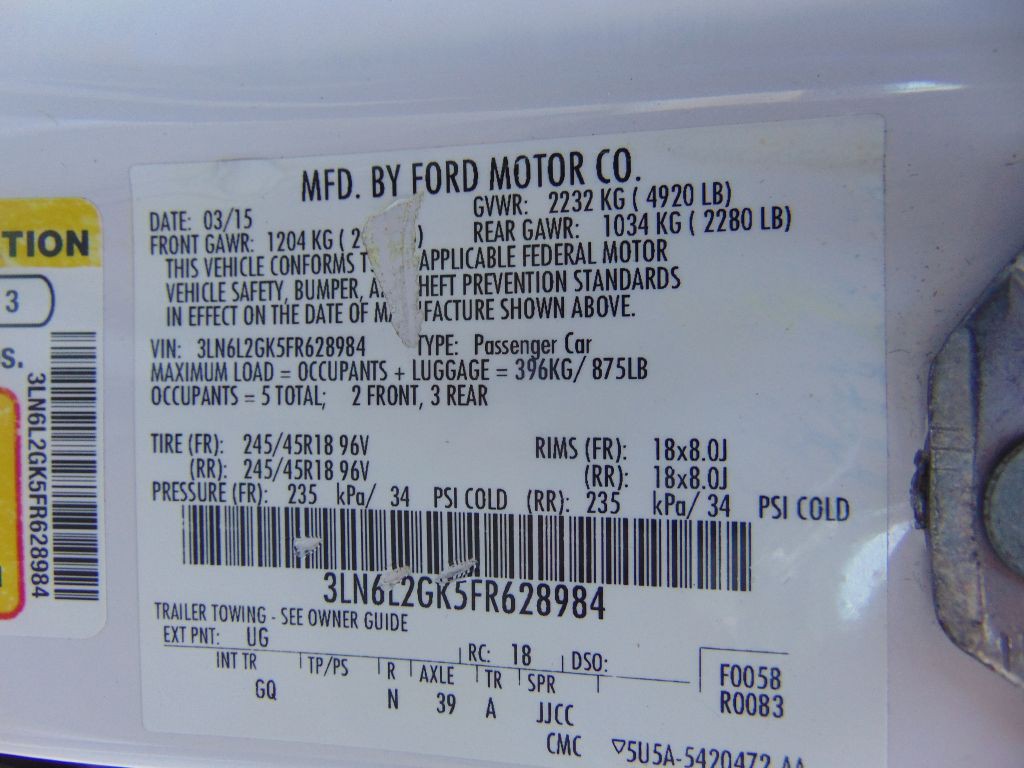 MFD. BY FORD MOTOR CO.
DATE: 03/15 GVWR: 2232 KG ( 4920 LB)
FRONT GAWR: 1204 KG ( 2 ) REAR GAWR: 1034 KG ( 2280 LB)
THIS VEHICLE CONFORMS T APPLICABLE FEDERAL MOTOR
VEHICLE SAFETY, BUMPER, A HEFT PREVENTION STANDARDS
IN EFFECT ON THE DATE OF M FACTURE SHOWN ABOVE.
VIN: 3LN6L2GK5FR628984 TYPE: Passenger Car
MAXIMUM LOAD = OCCUPANTS + LUGGAGE = 396KG/ 875LB
OCCUPANTS = 5 TOTAL; 2 FRONT, 3 REAR
TIRE (FR): 245/45R18 96V RIMS (FR): 18x8.0J
(RR): 245/45R18 96V (RR): 18x8.0J
PRESSURE (FR): 235 kPa/ 34 PSI COLD (RR): 235 kPa/ 34 PSI COLD
3LN6L2GK5FR628984
TRAILER TOWING - SEE OWNER GUIDE
EXT PNT: UG RC: 18 DSO:
INT TR TP/PS R AXLE TR SPR F0058
GQ N 39 A JJCC R0083
CMC ▽5U5A-5420472-AA
TION
3
S.
3LN6L2GK5FR628984